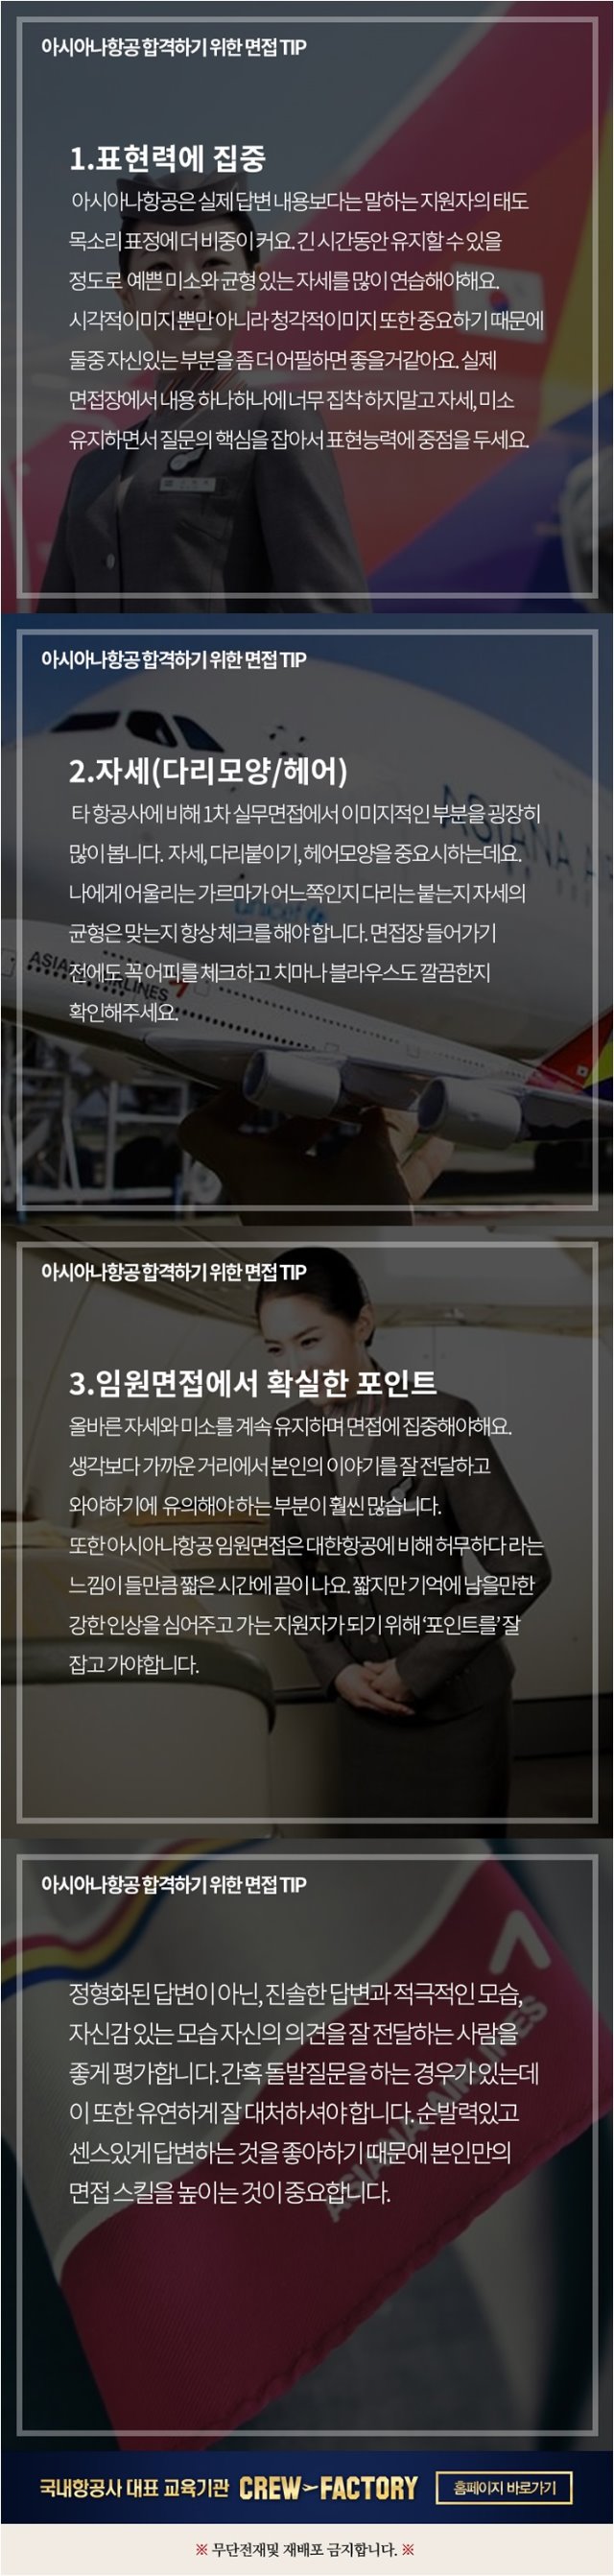 아시아나항공 합격하기 위한 면접 TIP
1.표현력에 집중
아시아나항공은 실제 답변 내용보다는 말하는 지원자의 태도
목소리 표정에 더 비중이 커요. 긴 시간동안 유지할 수 있을
정도로 예쁜 미소와 균형 있는 자세를 많이 연습해야해요.
시각적이미지 뿐만 아니라 청각적이미지 또한 중요하기 때문에
둘중 자신있는 부분을 좀 더 어필하면 좋을거같아요. 실제
면접장에서 내용 하나하나에 너무 집착 하지말고 자세, 미소
유지하면서 질문의 핵심을 잡아서 표현능력에 중점을 두세요.
아시아나항공 합격하기 위한 면접 TIP
2.자세(다리모양/헤어)
타 항공사에 비해 1차 실무면접에서 이미지적인 부분을 굉장히
많이 봅니다. 자세, 다리붙이기, 헤어모양을 중요시하는데요.
나에게 어울리는 가르마가 어느쪽인지 다리는 붙는지 자세의
균형은 맞는지 항상 체크를 해야 합니다. 면접장 들어가기
전에도 꼭 어피를 체크하고 치마나 블라우스도 깔끔한지
확인해주세요.
ASIANA
unicef
ASIANA AIRLINES
아시아나항공 합격하기 위한 면접 TIP
3.임원면접에서 확실한 포인트
올바른 자세와 미소를 계속 유지하며 면접에 집중해야해요.
생각보다 가까운 거리에서 본인의 이야기를 잘 전달하고
와야하기에 유의해야 하는 부분이 훨씬 많습니다.
또한 아시아나항공 임원면접은 대한항공에 비해 허무하다 라는
느낌이 들만큼 짧은 시간에 끝이 나요. 짧지만 기억에 남을만한
강한 인상을 심어주고 가는 지원자가 되기 위해 ‘포인트를’ 잘
잡고 가야합니다.
아시아나항공 합격하기 위한 면접 TIP
정형화된 답변이 아닌, 진솔한 답변과 적극적인 모습,
자신감 있는 모습 자신의 의견을 잘 전달하는 사람을
좋게 평가합니다. 간혹 돌발질문을 하는 경우가 있는데
이 또한 유연하게 잘 대처하셔야 합니다. 순발력있고
센스있게 답변하는 것을 좋아하기 때문에 본인만의
면접 스킬을 높이는 것이 중요합니다.
ASIANA AIRLINES
국내항공사 대표 교육기관 CREW FACTORY 홈페이지 바로가기
※ 무단전재및 재배포 금지합니다. ※